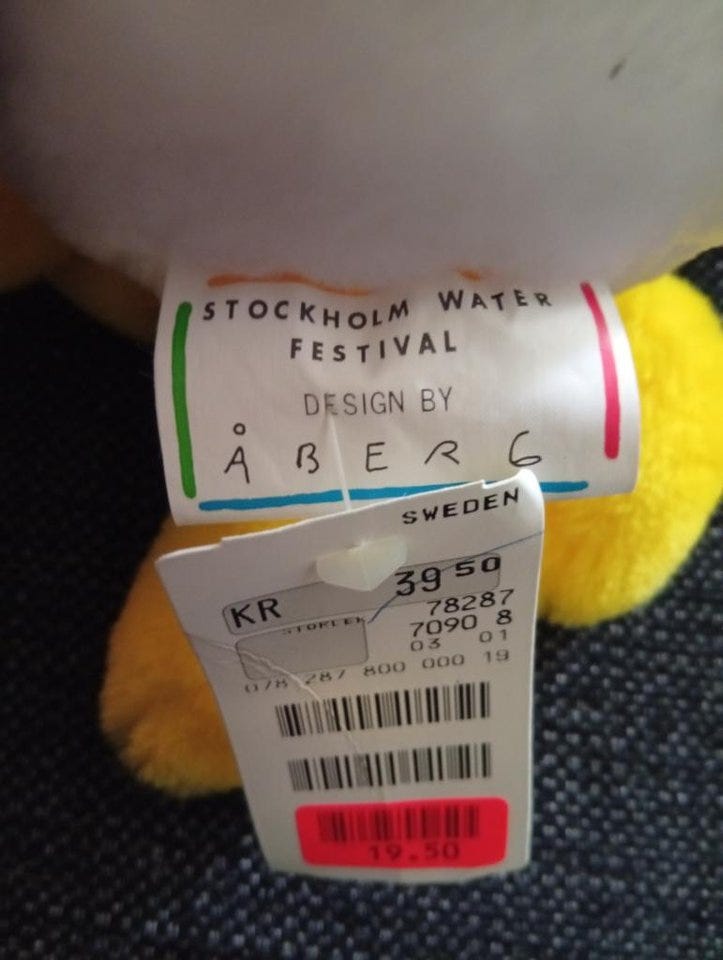 STOCKHOLM WATER
FESTIVAL
DESIGN BY
ÅBERG
SWEDEN
KR 39 50
STORLEK
78287
7090 8
03 01
078 287 800 000 19
19.50